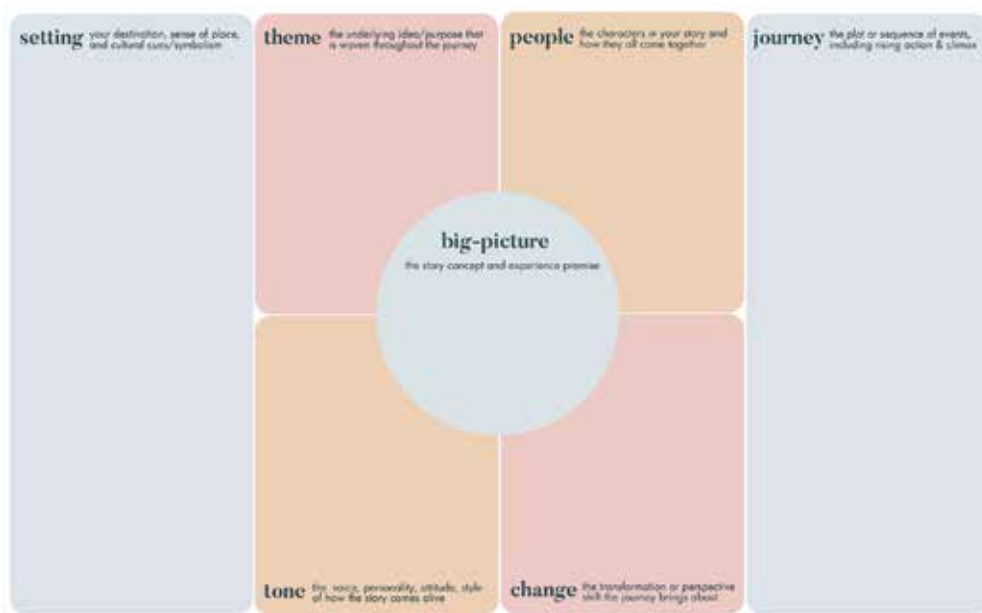 setting your destination, sense of place,
and cultural cues/symbolism
theme the underlying idea/purpose that
is woven throughout the journey
people the characters in your story and
how they all come together
journey the plot or sequence of events,
including rising action & climax
big-picture
the story concept and experience promise
tone the voice, personality, attitude, style
of how the story comes alive
change the transformation or perspective
shift the journey brings about